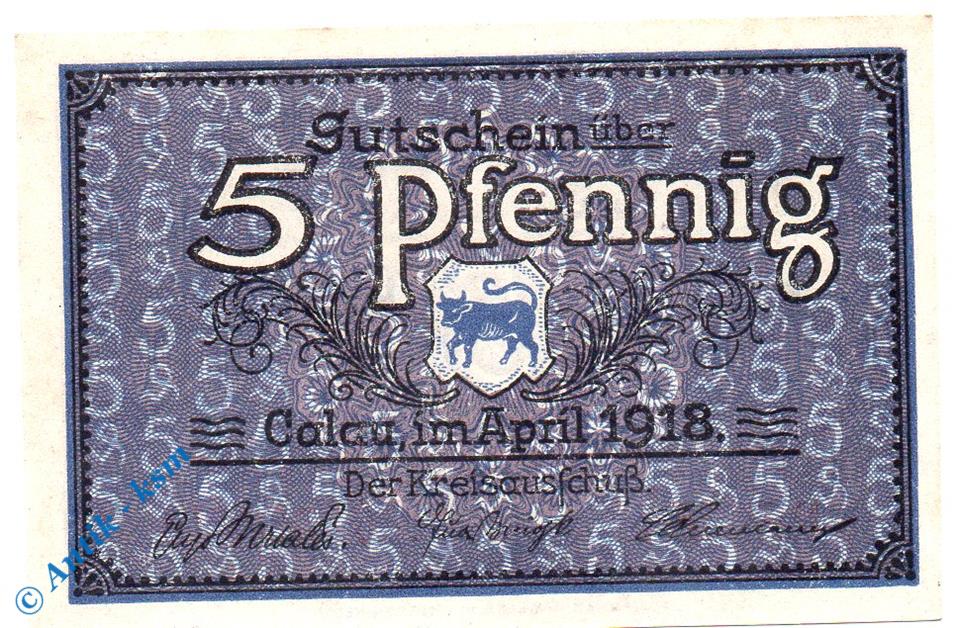 Gutschein über
5 Pfennig
Calau, im April 1918.
Der Kreisausſchuß.
© Antik - ksm